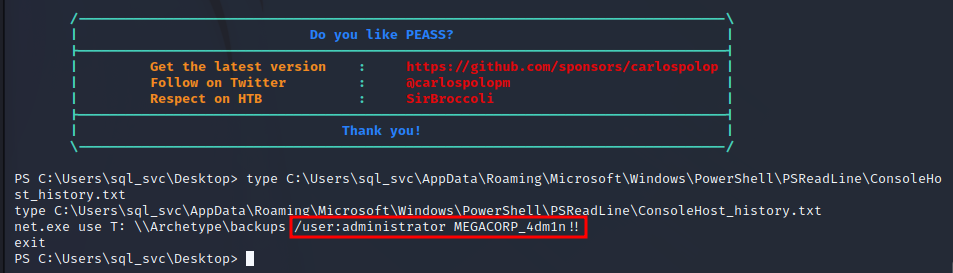 Do you like PEASS?
Get the latest version : https://github.com/sponsors/carlospolop
Follow on Twitter : @carlospolopm
Respect on HTB : SirBroccoli
Thank you!
PS C:\Users\sql_svc\Desktop> type C:\Users\sql_svc\AppData\Roaming\Microsoft\Windows\PowerShell\PSReadLine\ConsoleHo
st_history.txt
type C:\Users\sql_svc\AppData\Roaming\Microsoft\Windows\PowerShell\PSReadLine\ConsoleHost_history.txt
net.exe use T: \\Archetype\backups /user:administrator MEGACORP_4dm1n!!
exit
PS C:\Users\sql_svc\Desktop>